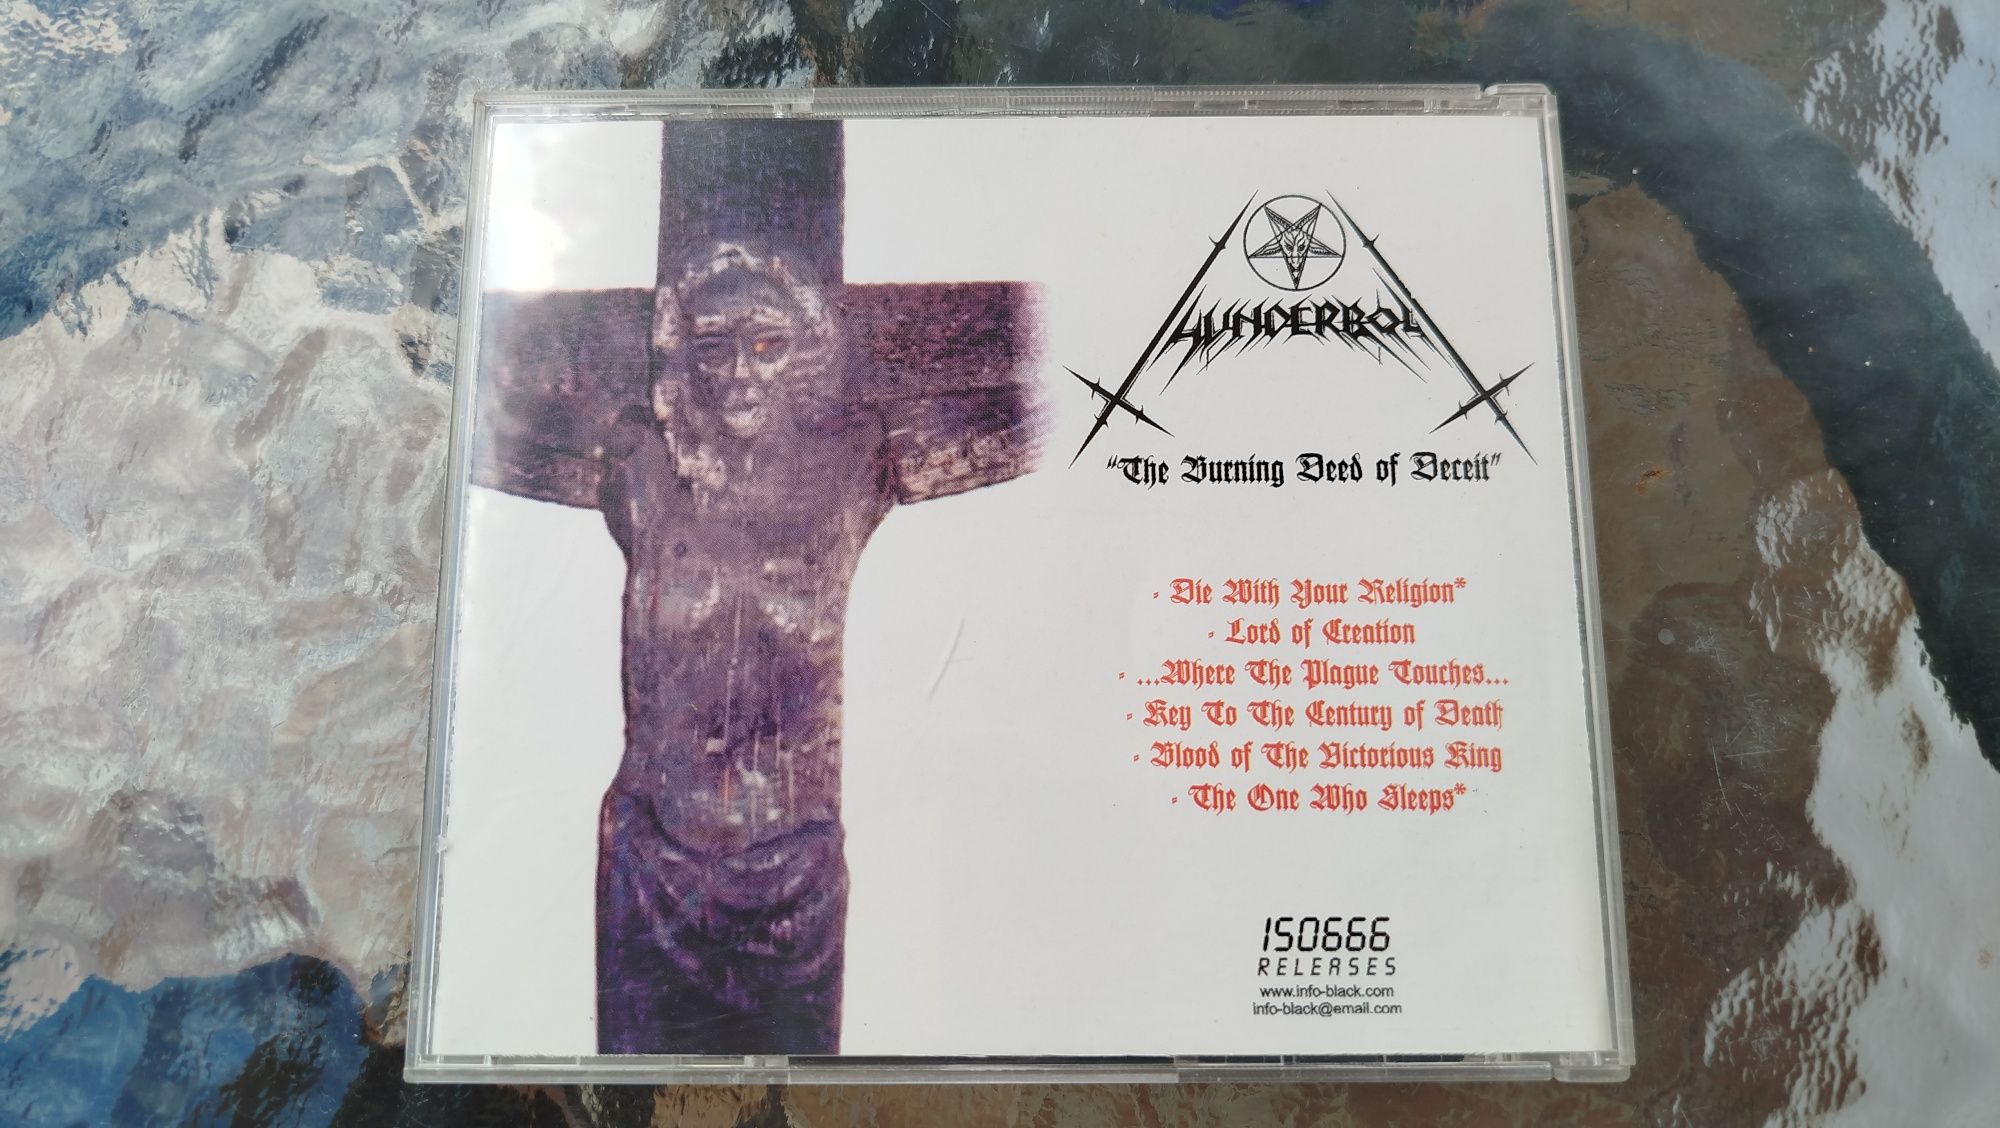 THUNDERBOLT
"The Burning Deed of Deceit"
- Die With Your Religion*
- Lord of Creation
- ...Where The Plague Touches...
- Key To The Century of Death
- Blood of The Victorious King
- The One Who Sleeps*
ISO666
RELEASES
www.info-black.com
info-black@email.com